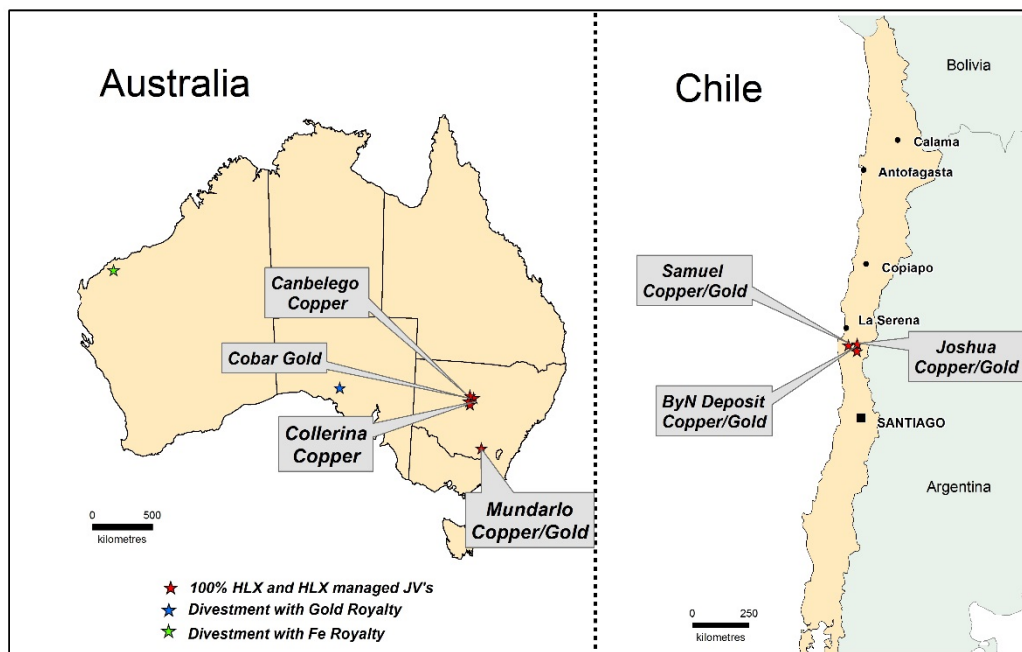 Australia
Canbelego
Copper
Cobar Gold
Collerina
Copper
Mundarlo
Copper/Gold
0 500
kilometres
100% HLX and HLX managed JV's
Divestment with Gold Royalty
Divestment with Fe Royalty
Chile
Bolivia
Calama
Antofagasta
Copiapo
Samuel
Copper/Gold
La Serena
Joshua
Copper/Gold
ByN Deposit
Copper/Gold
SANTIAGO
Argentina
0 250
kilometres